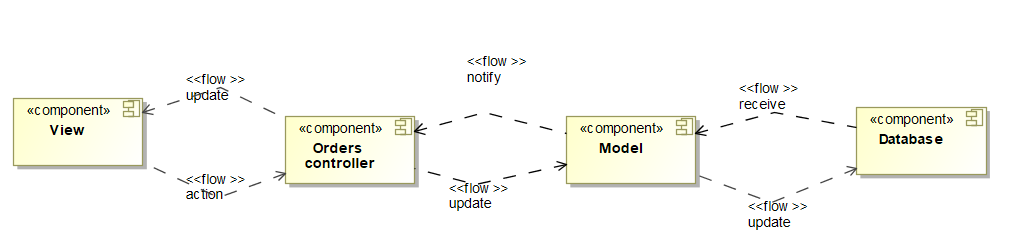 <<flow >>
notify
<<flow >>
update
<<flow >>
receive
«component»
View
«component»
Orders
controller
«component»
Model
«component»
Database
<<flow >>
action
<<flow >>
update
<<flow >>
update